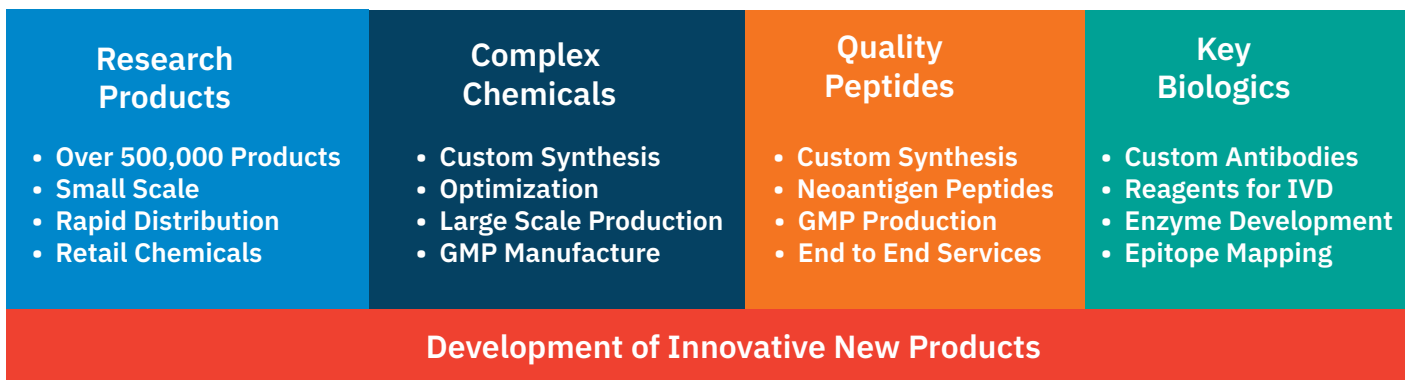 Research
Products
• Over 500,000 Products
• Small Scale
• Rapid Distribution
• Retail Chemicals
Complex
Chemicals
• Custom Synthesis
• Optimization
• Large Scale Production
• GMP Manufacture
Quality
Peptides
• Custom Synthesis
• Neoantigen Peptides
• GMP Production
• End to End Services
Key
Biologics
• Custom Antibodies
• Reagents for IVD
• Enzyme Development
• Epitope Mapping
Development of Innovative New Products